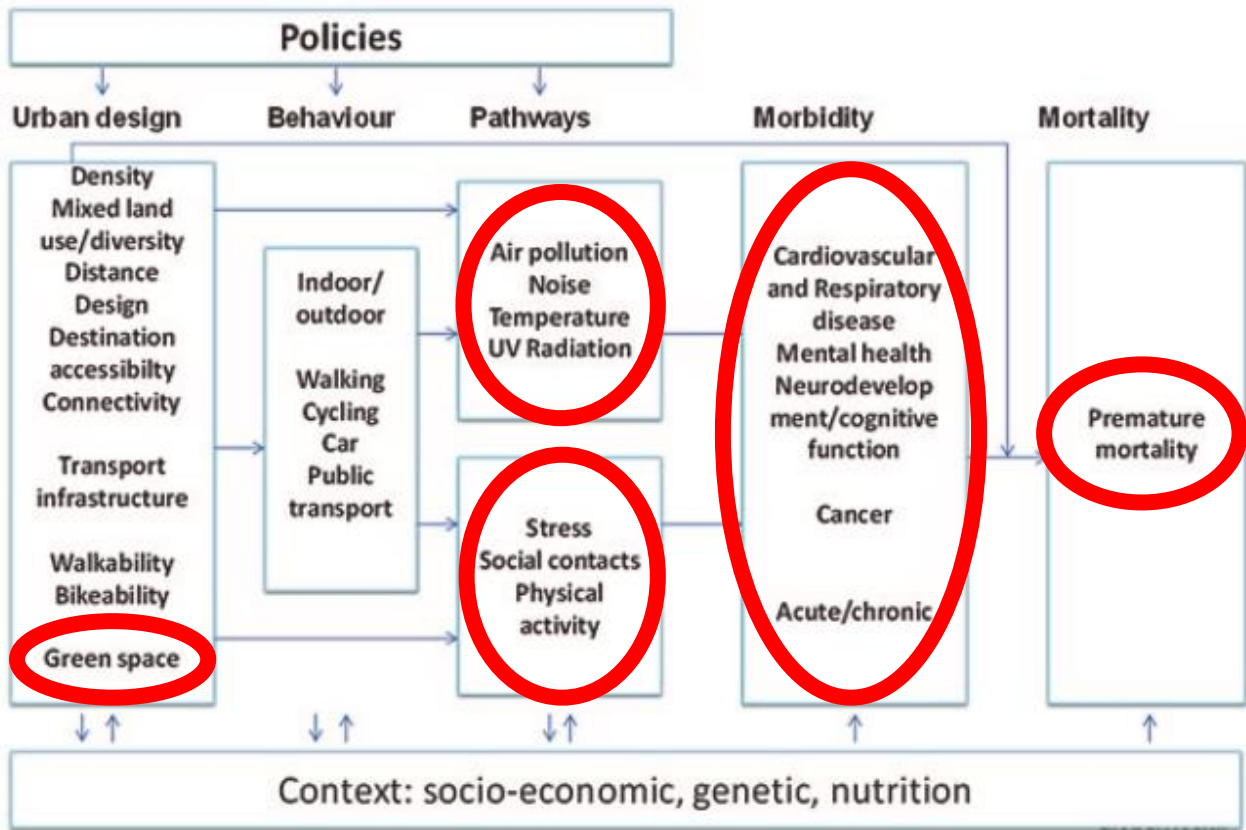 Policies
Urban design
Behaviour
Pathways
Morbidity
Mortality
Density
Mixed land
use/diversity
Distance
Design
Destination
accessibilty
Connectivity
Transport
infrastructure
Walkability
Bikeability
Green space
Indoor/
outdoor
Walking
Cycling
Car
Public
transport
Air pollution
Noise
Temperature
UV Radiation
Stress
Social contacts
Physical
activity
Cardiovascular
and Respiratory
disease
Mental health
Neurodevelop
ment/cognitive
function
Cancer
Acute/chronic
Premature
mortality
Context: socio-economic, genetic, nutrition